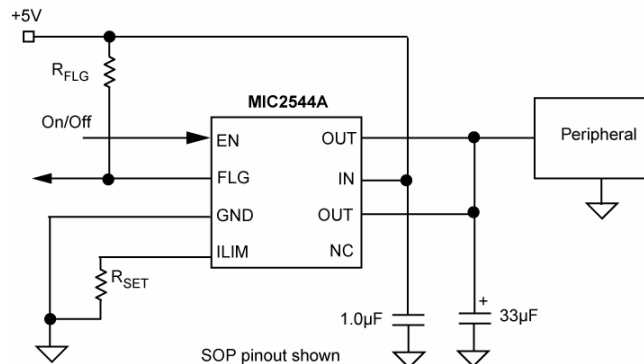 +5V
RFLG
MIC2544A
On/Off
EN
OUT
Peripheral
FLG
IN
GND
OUT
ILIM
NC
RSET
1.0µF
+
33µF
SOP pinout shown